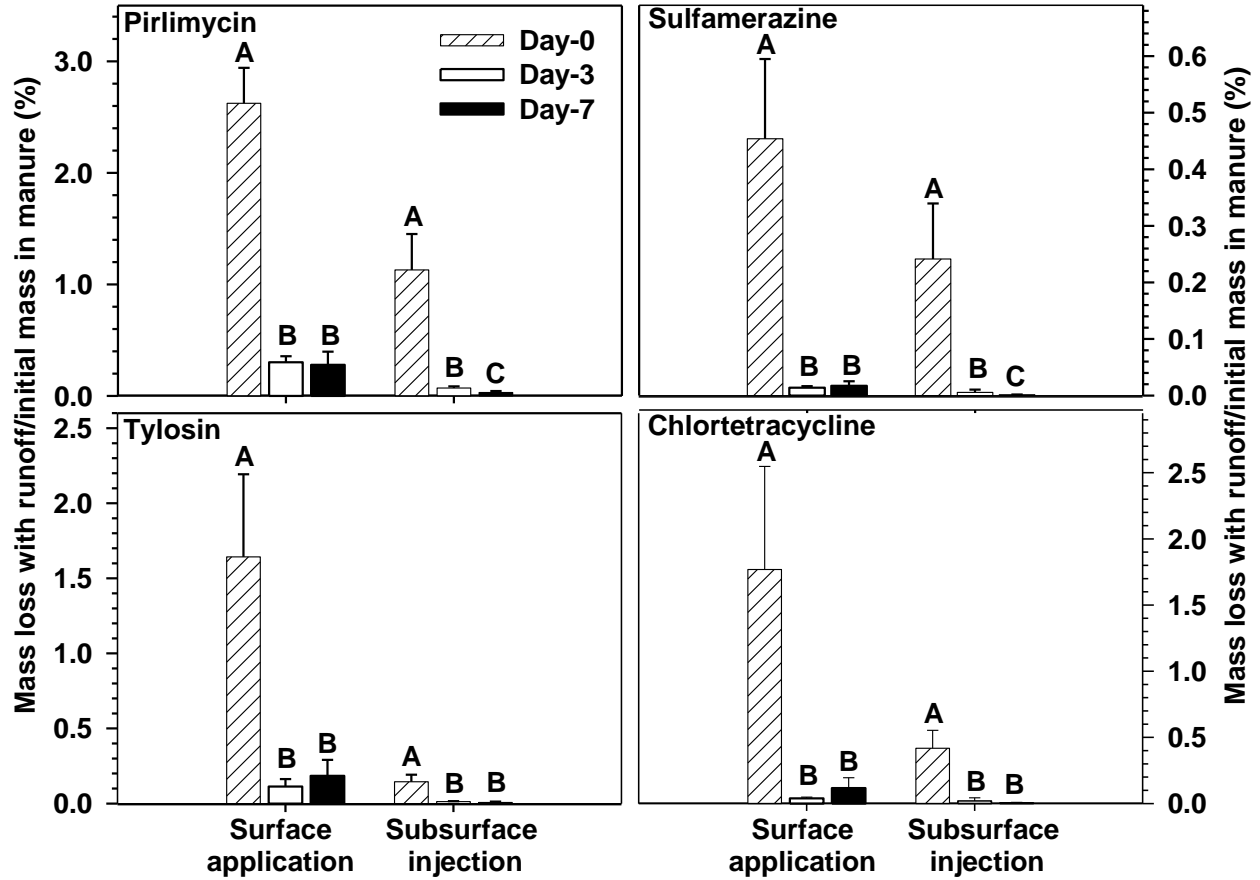 Mass loss with runoff/initial mass in manure (%)
Pirlimycin
Day-0
Day-3
Day-7
3.0
2.0
1.0
0.0
A
B
B
A
B
C
Sulfamerazine
A
B
B
A
B
C
0.6
0.5
0.4
0.3
0.2
0.1
0.0
Mass loss with runoff/initial mass in manure (%)
Tylosin
2.5
2.0
1.5
1.0
0.5
0.0
A
B
B
A
B
B
Surface
application
Subsurface
injection
Chlortetracycline
A
B
B
A
B
B
2.5
2.0
1.5
1.0
0.5
0.0
Surface
application
Subsurface
injection